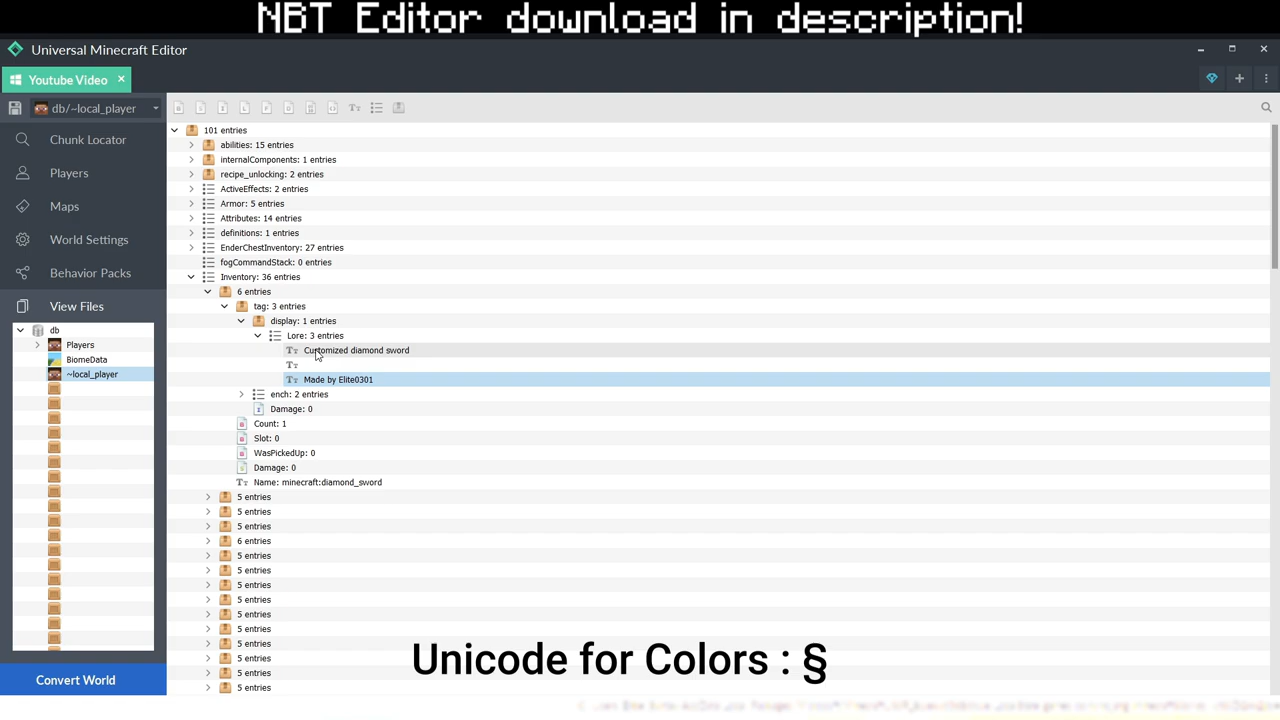 NBT Editor download in description!
Universal Minecraft Editor
Youtube Video
db/~local_player
Chunk Locator
Players
Maps
World Settings
Behavior Packs
View Files
db
Players
BiomeData
~local_player
Convert World
101 entries
abilities: 15 entries
internalComponents: 1 entries
recipe_unlocking: 2 entries
ActiveEffects: 2 entries
Armor: 5 entries
Attributes: 14 entries
definitions: 1 entries
EnderChestInventory: 27 entries
fogCommandStack: 0 entries
Inventory: 36 entries
6 entries
tag: 3 entries
display: 1 entries
Lore: 3 entries
Customized diamond sword
Made by Elite0301
ench: 2 entries
Damage: 0
Count: 1
Slot: 0
WasPickedUp: 0
Damage: 0
Name: minecraft:diamond_sword
5 entries
5 entries
5 entries
6 entries
5 entries
5 entries
5 entries
5 entries
5 entries
5 entries
5 entries
5 entries
5 entries
5 entries
Unicode for Colors : §